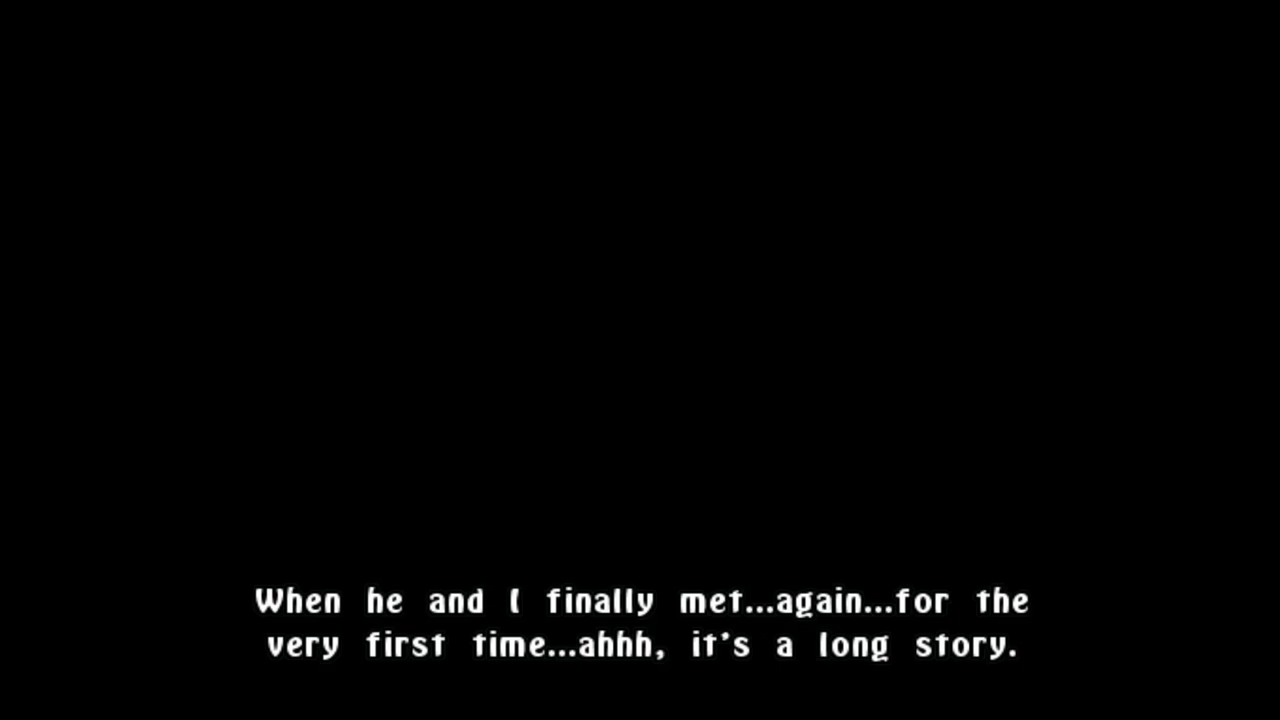 When he and I finally met...again...for the
very first time...ahhh, it's a long story.